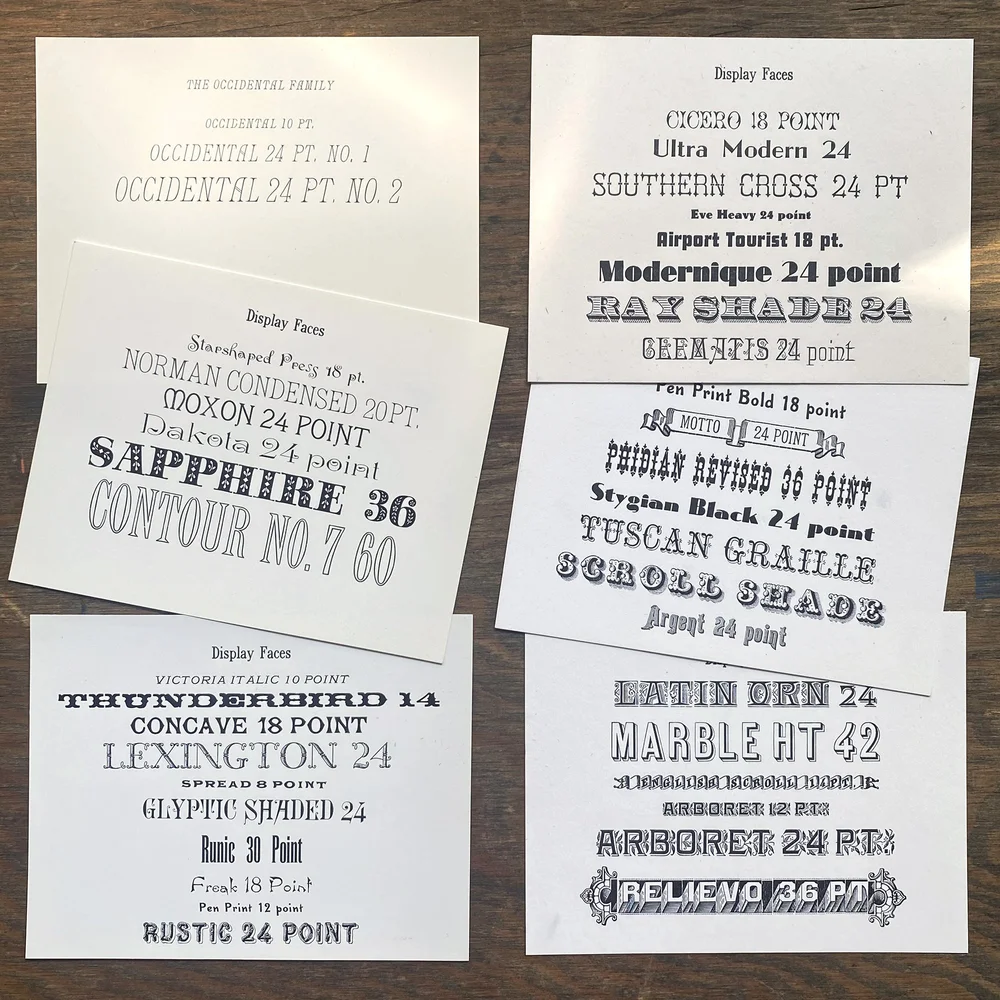 THE OCCIDENTAL FAMILY
OCCIDENTAL 10 PT.
OCCIDENTAL 24 PT. NO. 1
OCCIDENTAL 24 PT. NO. 2
Display Faces
Starshaped Press 18 pt.
NORMAN CONDENSED 20 PT.
MOXON 24 POINT
Dakota 24 point
SAPPHIRE 36
CONTOUR NO. 7 60
Display Faces
VICTORIA ITALIC 10 POINT
THUNDERBIRD 14
CONCAVE 18 POINT
LEXINGTON 24
SPREAD 8 POINT
GLYPTIC SHADED 24
Runic 30 Point
Freak 18 Point
Pen Print 12 point
RUSTIC 24 POINT
Display Faces
CICERO 18 POINT
Ultra Modern 24
SOUTHERN CROSS 24 PT
Eve Heavy 24 point
Airport Tourist 18 pt.
Modernique 24 point
RAY SHADE 24
CLEMATIS 24 point
Pen Print Bold 18 point
MOTTO 24 POINT
PHIDIAN REVISED 36 POINT
Stygian Black 24 point
TUSCAN GRAILLE
SCROLL SHADE
Argent 24 point
LATIN ORN 24
MARBLE HT 42
ENGLISH SCROLL 11 PT.
ARBORET 12 PT.
ARBORET 24 PT.
RELIEVO 36 PT